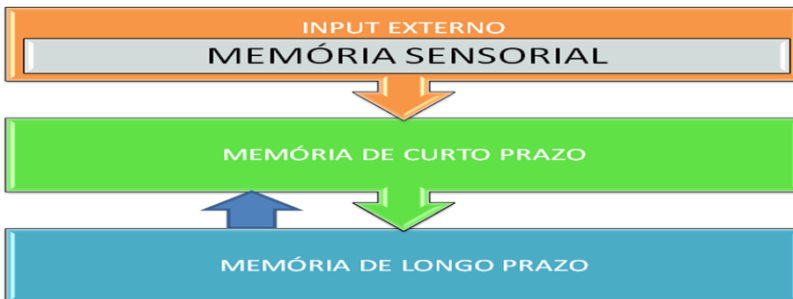 INPUT EXTERNO
MEMÓRIA SENSORIAL
MEMÓRIA DE CURTO PRAZO
MEMÓRIA DE LONGO PRAZO